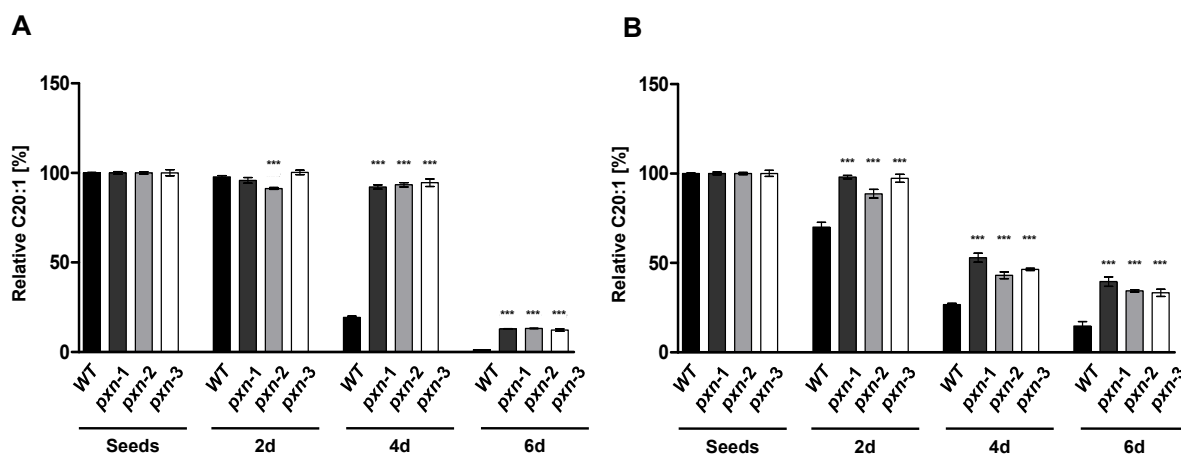 A
Relative C20:1 [%]
150
100
50
0
***
*** *** ***
*** *** ***
WT pxn-1 pxn-2 pxn-3 WT pxn-1 pxn-2 pxn-3 WT pxn-1 pxn-2 pxn-3 WT pxn-1 pxn-2 pxn-3
Seeds 2d 4d 6d
B
Relative C20:1 [%]
150
100
50
0
*** *** ***
*** *** ***
*** *** ***
WT pxn-1 pxn-2 pxn-3 WT pxn-1 pxn-2 pxn-3 WT pxn-1 pxn-2 pxn-3 WT pxn-1 pxn-2 pxn-3
Seeds 2d 4d 6d